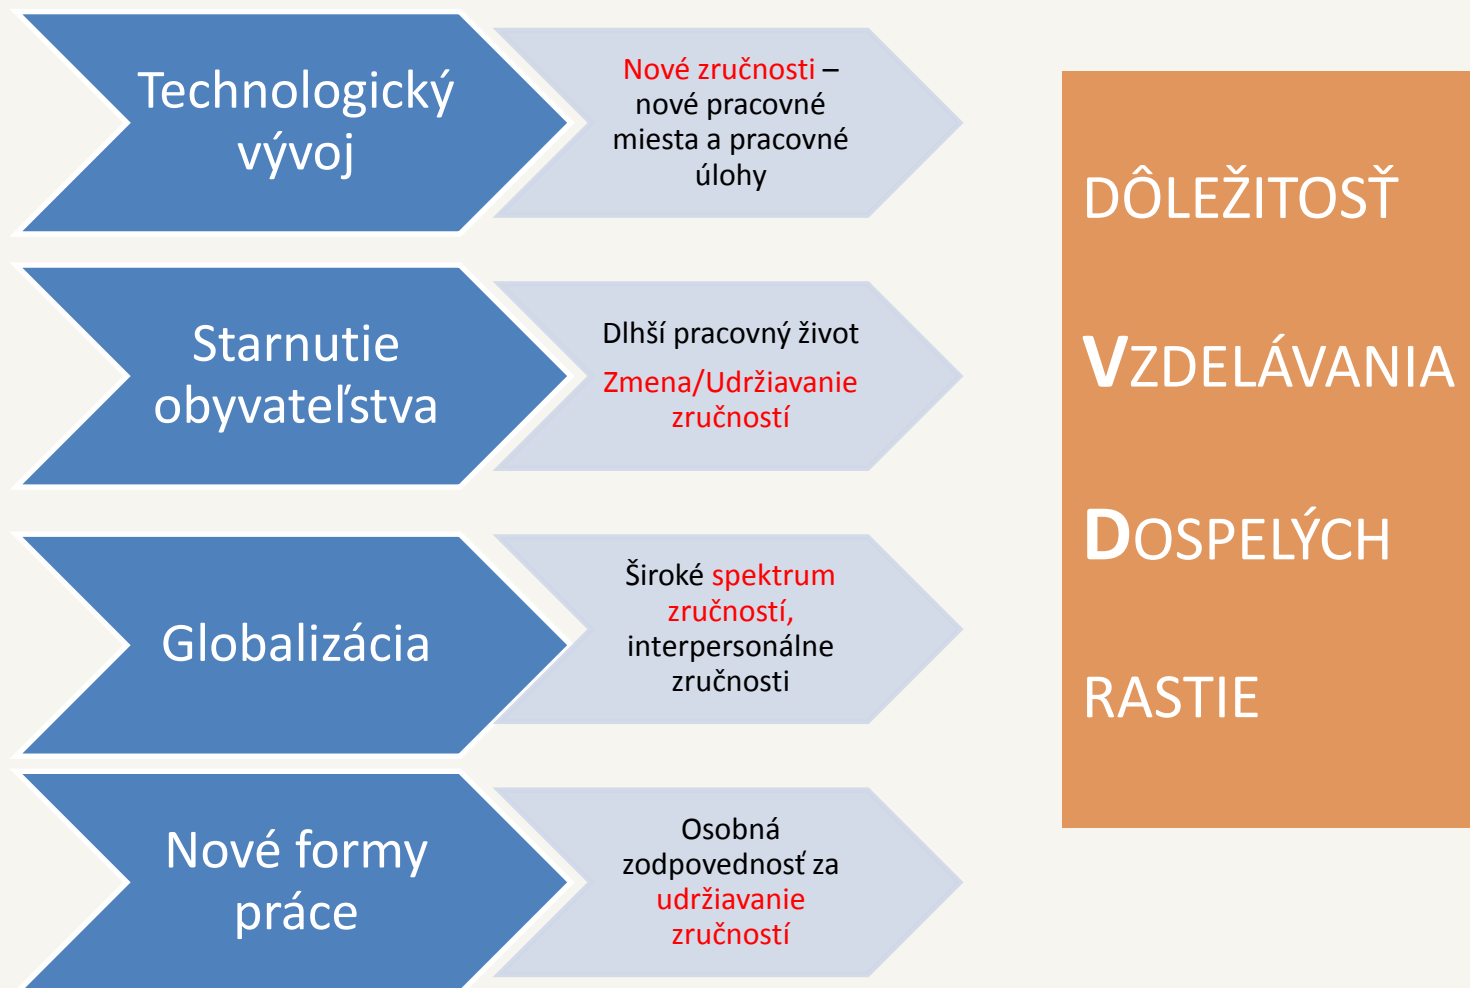 Technologický
vývoj
Nové zručnosti –
nové pracovné
miesta a pracovné
úlohy
Starnutie
obyvateľstva
Dlhší pracovný život
Zmena/Udržiavanie
zručností
Globalizácia
Široké spektrum
zručností,
interpersonálne
zručnosti
Nové formy
práce
Osobná
zodpovednosť za
udržiavanie
zručností
DÔLEŽITOSŤ
VZDELÁVANIA
DOSPELÝCH
RASTIE